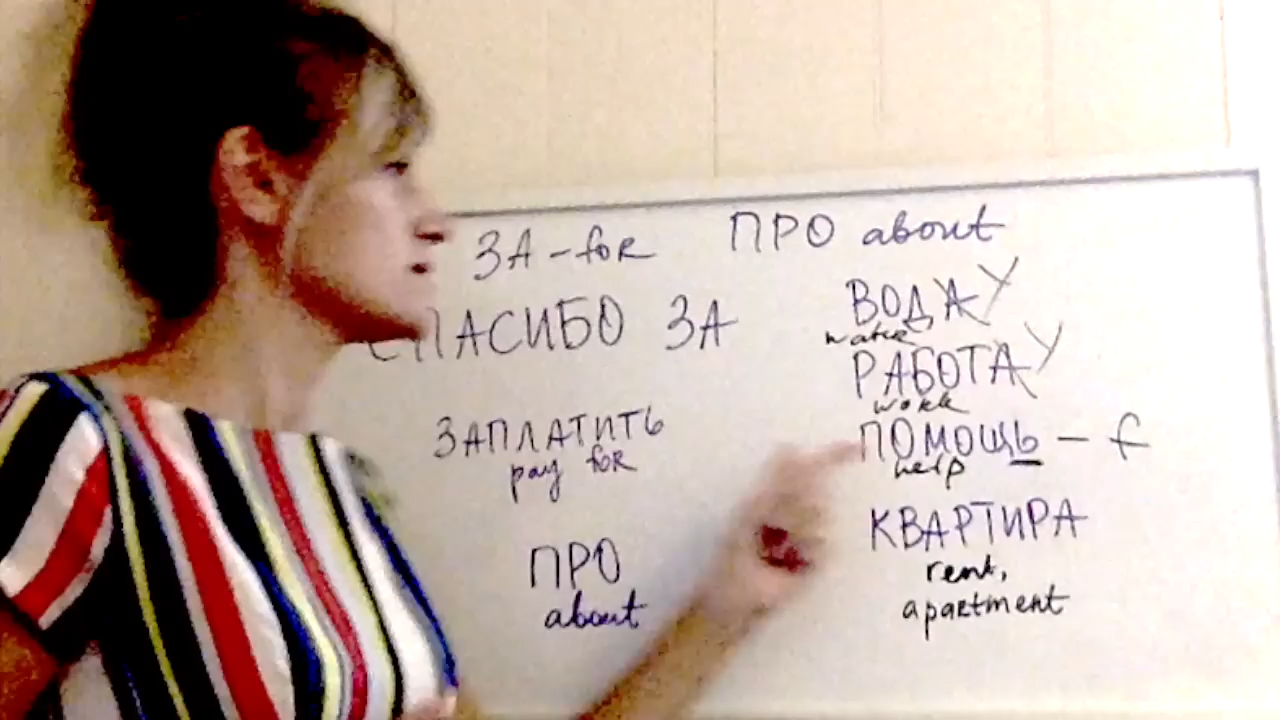 ЗА - for
ПРО about
СПАСИБО ЗА
ЗАПЛАТИТЬ
pay for
ПРО
about
ВОДА У
water
РАБОТА У
work
ПОМОЩЬ - f
help
КВАРТИРА
rent,
apartment